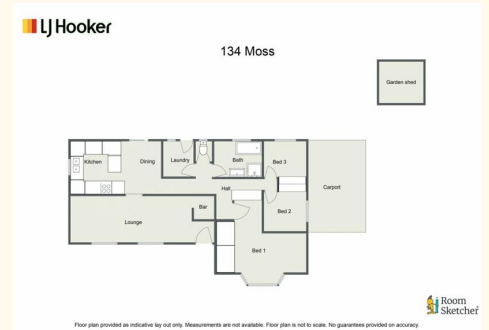 LJ Hooker
134 Moss
Garden shed
Kitchen
Dining
Laundry
Bath
Bed 3
Carport
Hall
Bed 2
Bar
Lounge
Bed 1
Room
Sketcher
Floor plan provided as indicative lay out only. Measurements are not available. Floor plan is not to scale. No guarantees provided on accuracy.